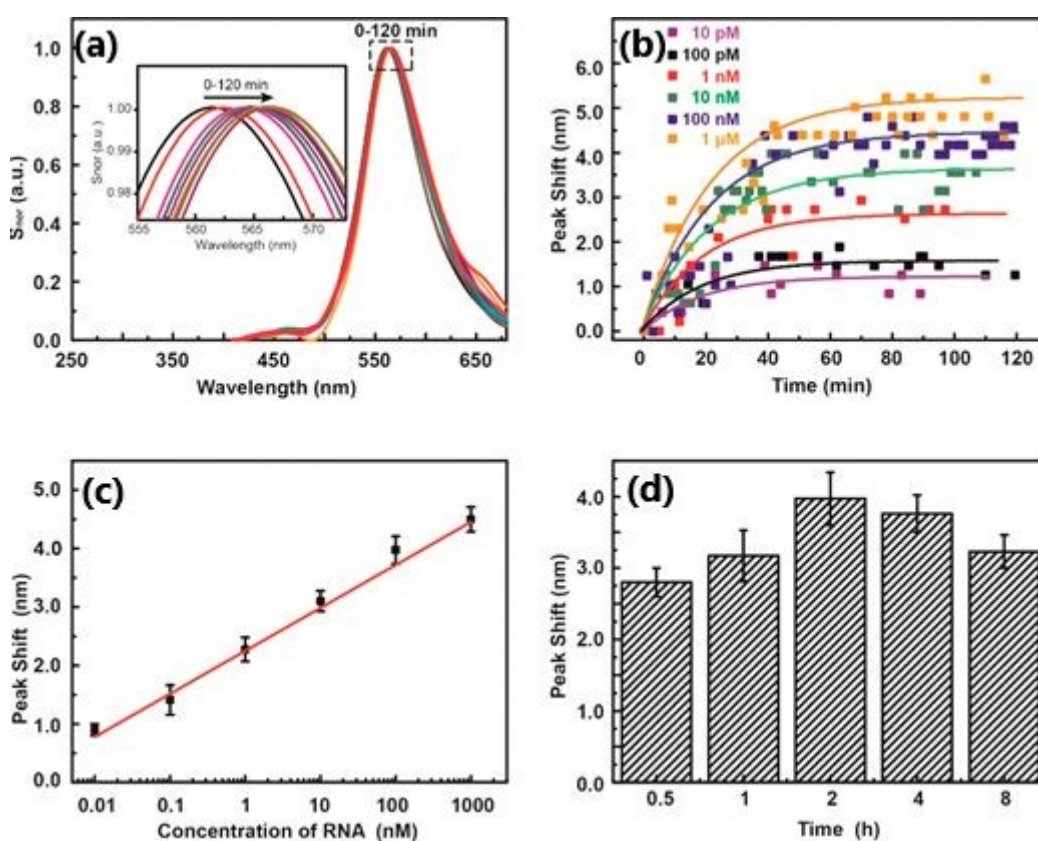 (a)
0-120 min
1.0
0.8
0.6
0.4
0.2
0.0
S_nor (a.u.)
250 350 450 550 650
Wavelength (nm)
0-120 min
1.00
0.99
0.98
Snor (a.u.)
555 560 565 570
Wavelength (nm)
(b)
10 pM
100 pM
1 nM
10 nM
100 nM
1 µM
6.0
5.0
4.0
3.0
2.0
1.0
0.0
Peak Shift (nm)
0 20 40 60 80 100 120
Time (min)
(c)
5.0
4.0
3.0
2.0
1.0
0.0
Peak Shift (nm)
0.01 0.1 1 10 100 1000
Concentration of RNA (nM)
(d)
4.0
3.0
2.0
1.0
0.0
Peak Shift (nm)
0.5 1 2 4 8
Time (h)